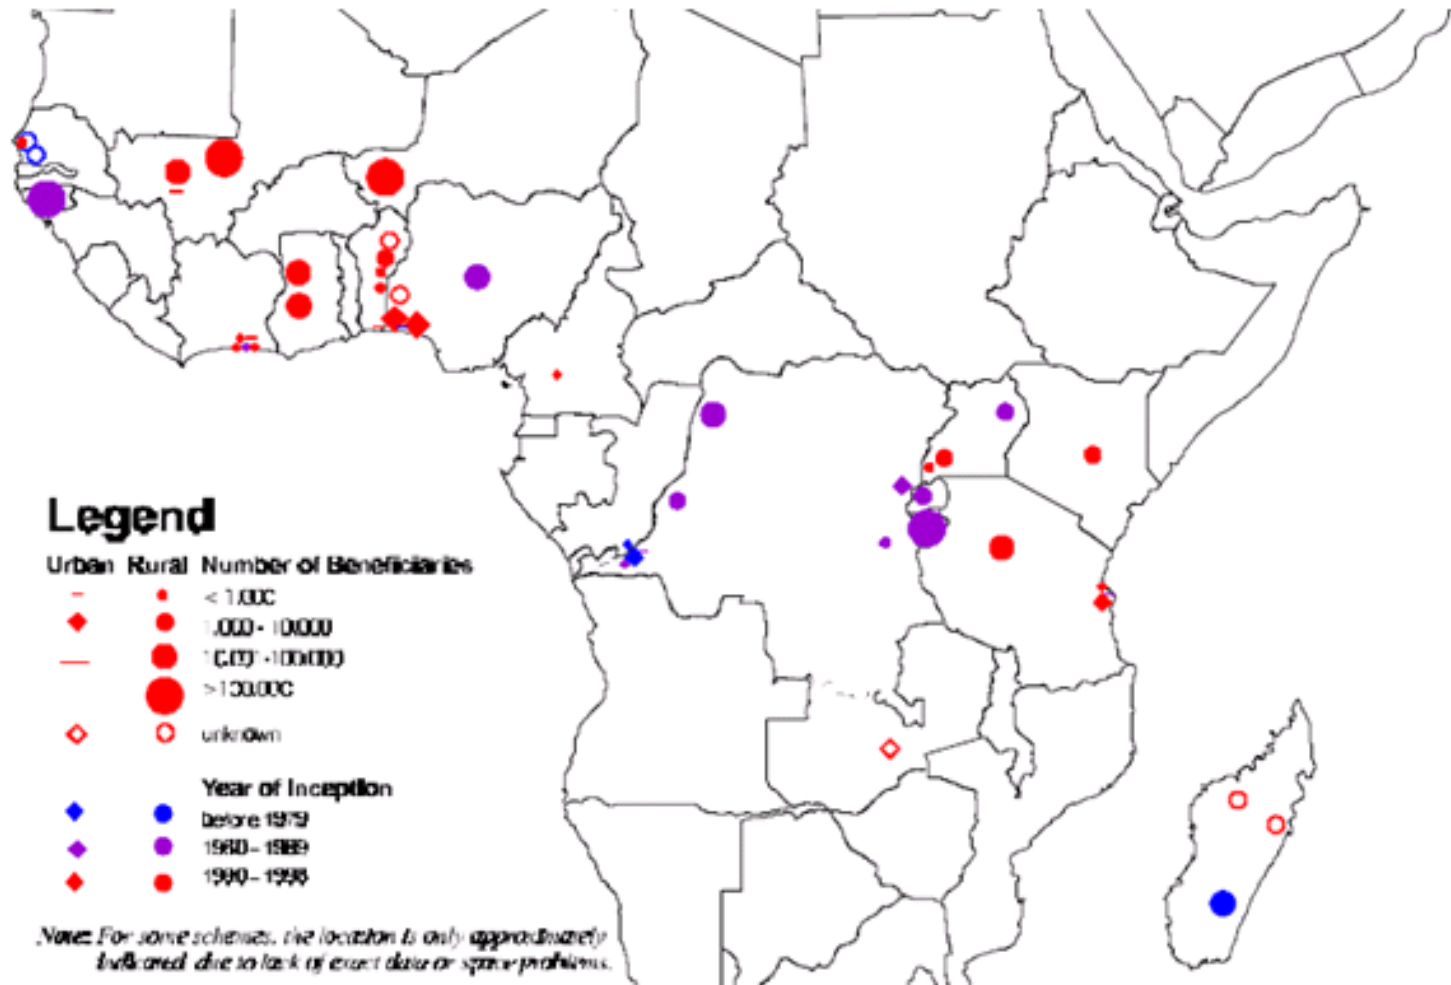 Legend
Urban Rural Number of Beneficiaries
< 1.000
1.000 - 10.000
10.001 - 100.000
>100.000
unknown
Year of Inception
before 1979
1980 - 1989
1990 - 1998
Note: For some schemes, the location is only approximately
indicated due to lack of exact data or space problems.